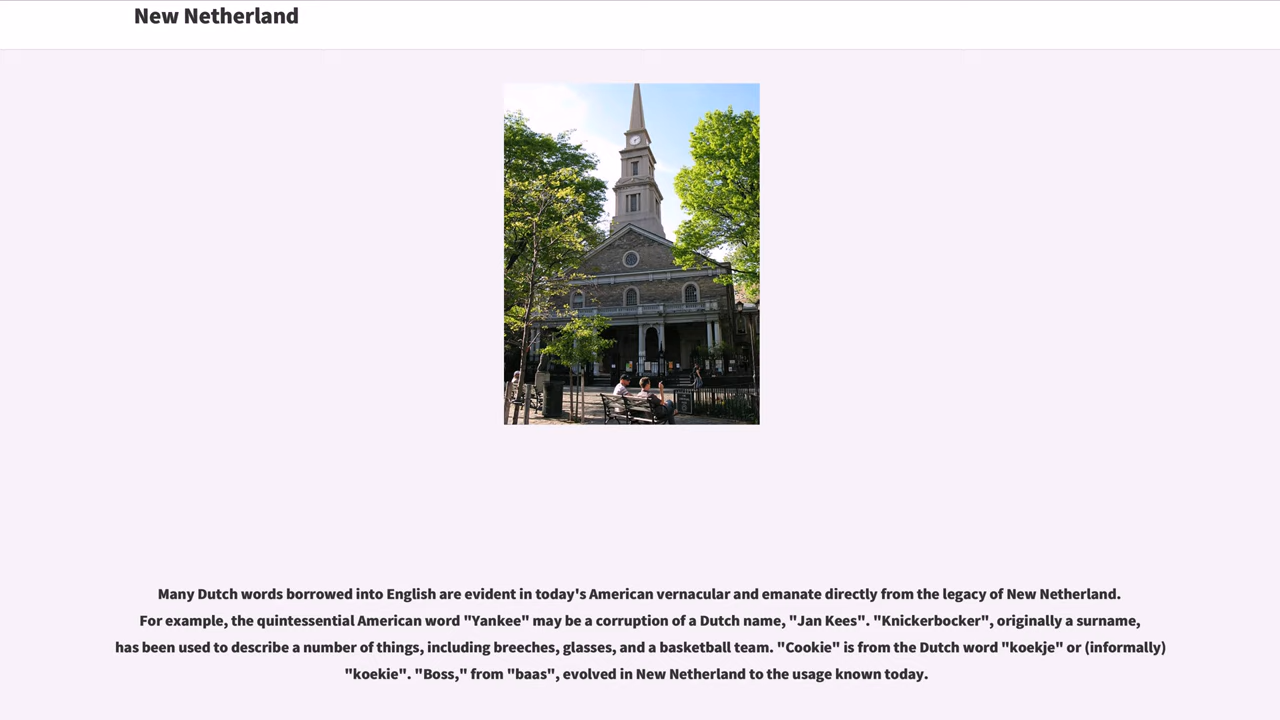 New Netherland
Many Dutch words borrowed into English are evident in today's American vernacular and emanate directly from the legacy of New Netherland.
For example, the quintessential American word "Yankee" may be a corruption of a Dutch name, "Jan Kees". "Knickerbocker", originally a surname,
has been used to describe a number of things, including breeches, glasses, and a basketball team. "Cookie" is from the Dutch word "koekje" or (informally)
"koekie". "Boss," from "baas", evolved in New Netherland to the usage known today.